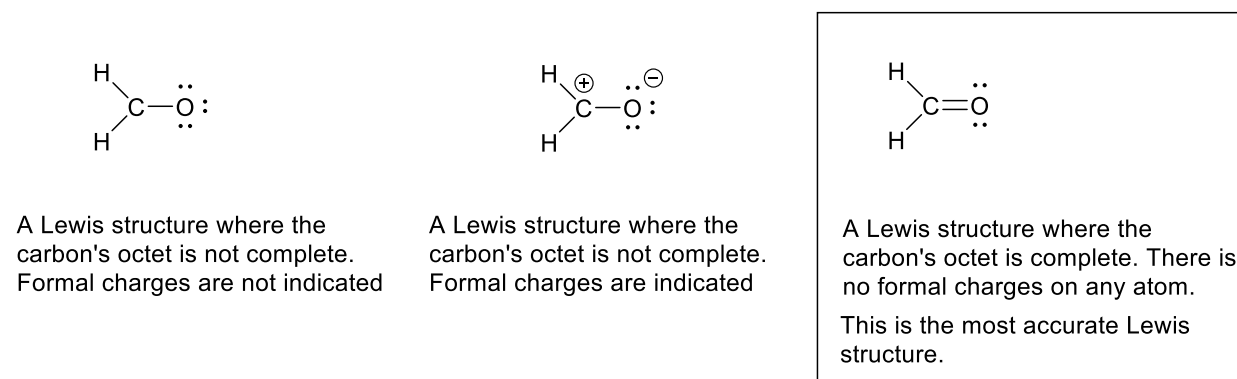 H
H
C
O
H
H
C
O
H
H
C
O
A Lewis structure where the
carbon's octet is not complete.
Formal charges are not indicated
A Lewis structure where the
carbon's octet is not complete.
Formal charges are indicated
A Lewis structure where the
carbon's octet is complete. There is
no formal charges on any atom.
This is the most accurate Lewis
structure.